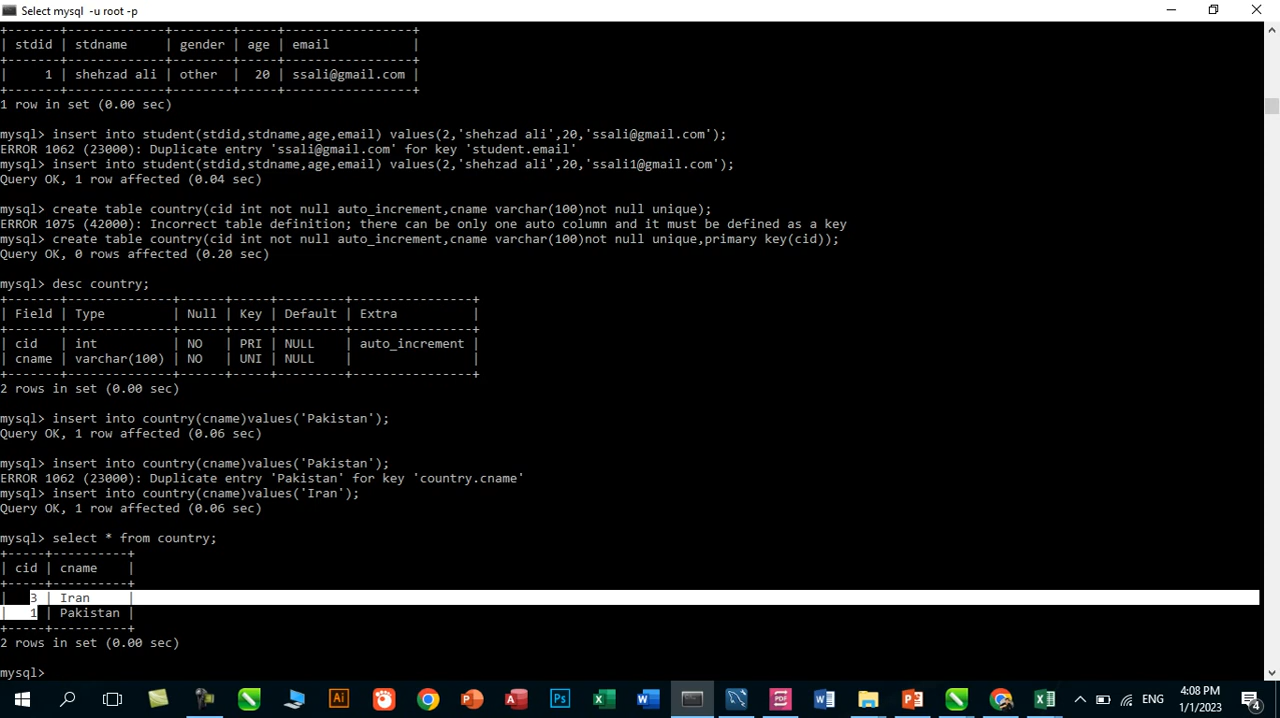 Select mysql -u root -p
+-------+-------------+--------+-----+-----------------+
| stdid | stdname     | gender | age | email           |
+-------+-------------+--------+-----+-----------------+
|     1 | shehzad ali | other  |  20 | ssali@gmail.com |
+-------+-------------+--------+-----+-----------------+
1 row in set (0.00 sec)
mysql> insert into student(stdid,stdname,age,email) values(2,'shehzad ali',20,'ssali@gmail.com');
ERROR 1062 (23000): Duplicate entry 'ssali@gmail.com' for key 'student.email'
mysql> insert into student(stdid,stdname,age,email) values(2,'shehzad ali',20,'ssali1@gmail.com');
Query OK, 1 row affected (0.04 sec)
mysql> create table country(cid int not null auto_increment,cname varchar(100)not null unique);
ERROR 1075 (42000): Incorrect table definition; there can be only one auto column and it must be defined as a key
mysql> create table country(cid int not null auto_increment,cname varchar(100)not null unique,primary key(cid));
Query OK, 0 rows affected (0.20 sec)
mysql> desc country;
+-------+--------------+------+-----+---------+----------------+
| Field | Type         | Null | Key | Default | Extra          |
+-------+--------------+------+-----+---------+----------------+
| cid   | int          | NO   | PRI | NULL    | auto_increment |
| cname | varchar(100) | NO   | UNI | NULL    |                |
+-------+--------------+------+-----+---------+----------------+
2 rows in set (0.00 sec)
mysql> insert into country(cname)values('Pakistan');
Query OK, 1 row affected (0.06 sec)
mysql> insert into country(cname)values('Pakistan');
ERROR 1062 (23000): Duplicate entry 'Pakistan' for key 'country.cname'
mysql> insert into country(cname)values('Iran');
Query OK, 1 row affected (0.06 sec)
mysql> select * from country;
+-----+----------+
| cid | cname    |
+-----+----------+
|   3 | Iran     |
|   1 | Pakistan |
+-----+----------+
2 rows in set (0.00 sec)
mysql>
Ai
Ps
PDF
ENG
4:08 PM
1/1/2023
4